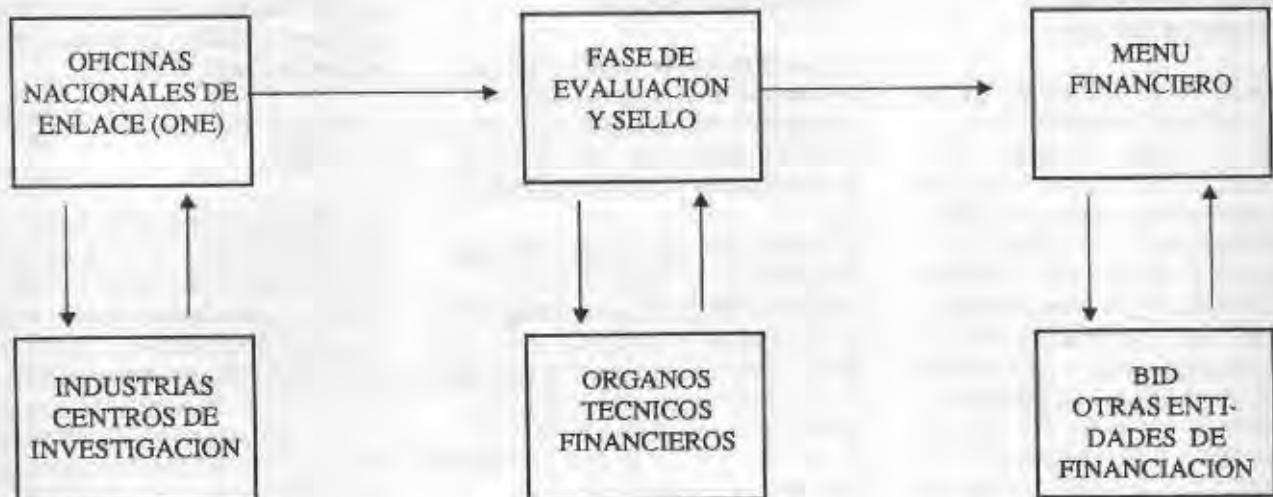 OFICINAS
NACIONALES DE
ENLACE (ONE)
FASE DE
EVALUACION
Y SELLO
MENU
FINANCIERO
INDUSTRIAS
CENTROS DE
INVESTIGACION
ORGANOS
TECNICOS
FINANCIEROS
BID
OTRAS ENTI-
DADES DE
FINANCIACION